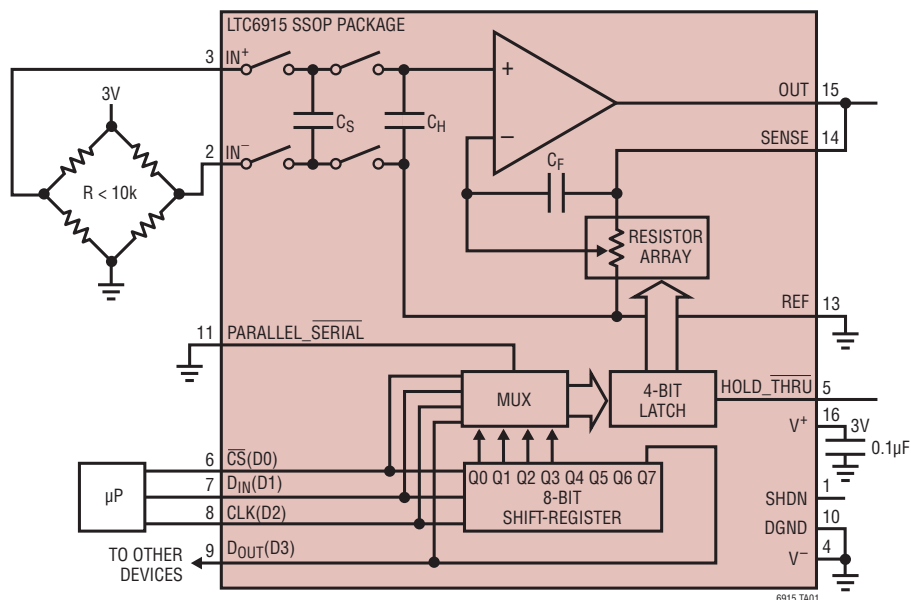 LTC6915 SSOP PACKAGE
3 IN+
3V
2 IN−
R < 10k
CS
CH
+
−
CF
OUT 15
SENSE 14
RESISTOR
ARRAY
REF 13
11 PARALLEL_SERIAL
MUX
4-BIT
LATCH
HOLD_THRU 5
V+ 16
3V
0.1µF
µP
6 CS(D0)
7 DIN(D1)
8 CLK(D2)
9 DOUT(D3)
TO OTHER
DEVICES
Q0 Q1 Q2 Q3 Q4 Q5 Q6 Q7
8-BIT
SHIFT-REGISTER
SHDN 1
DGND 10
V− 4
6915 TA01